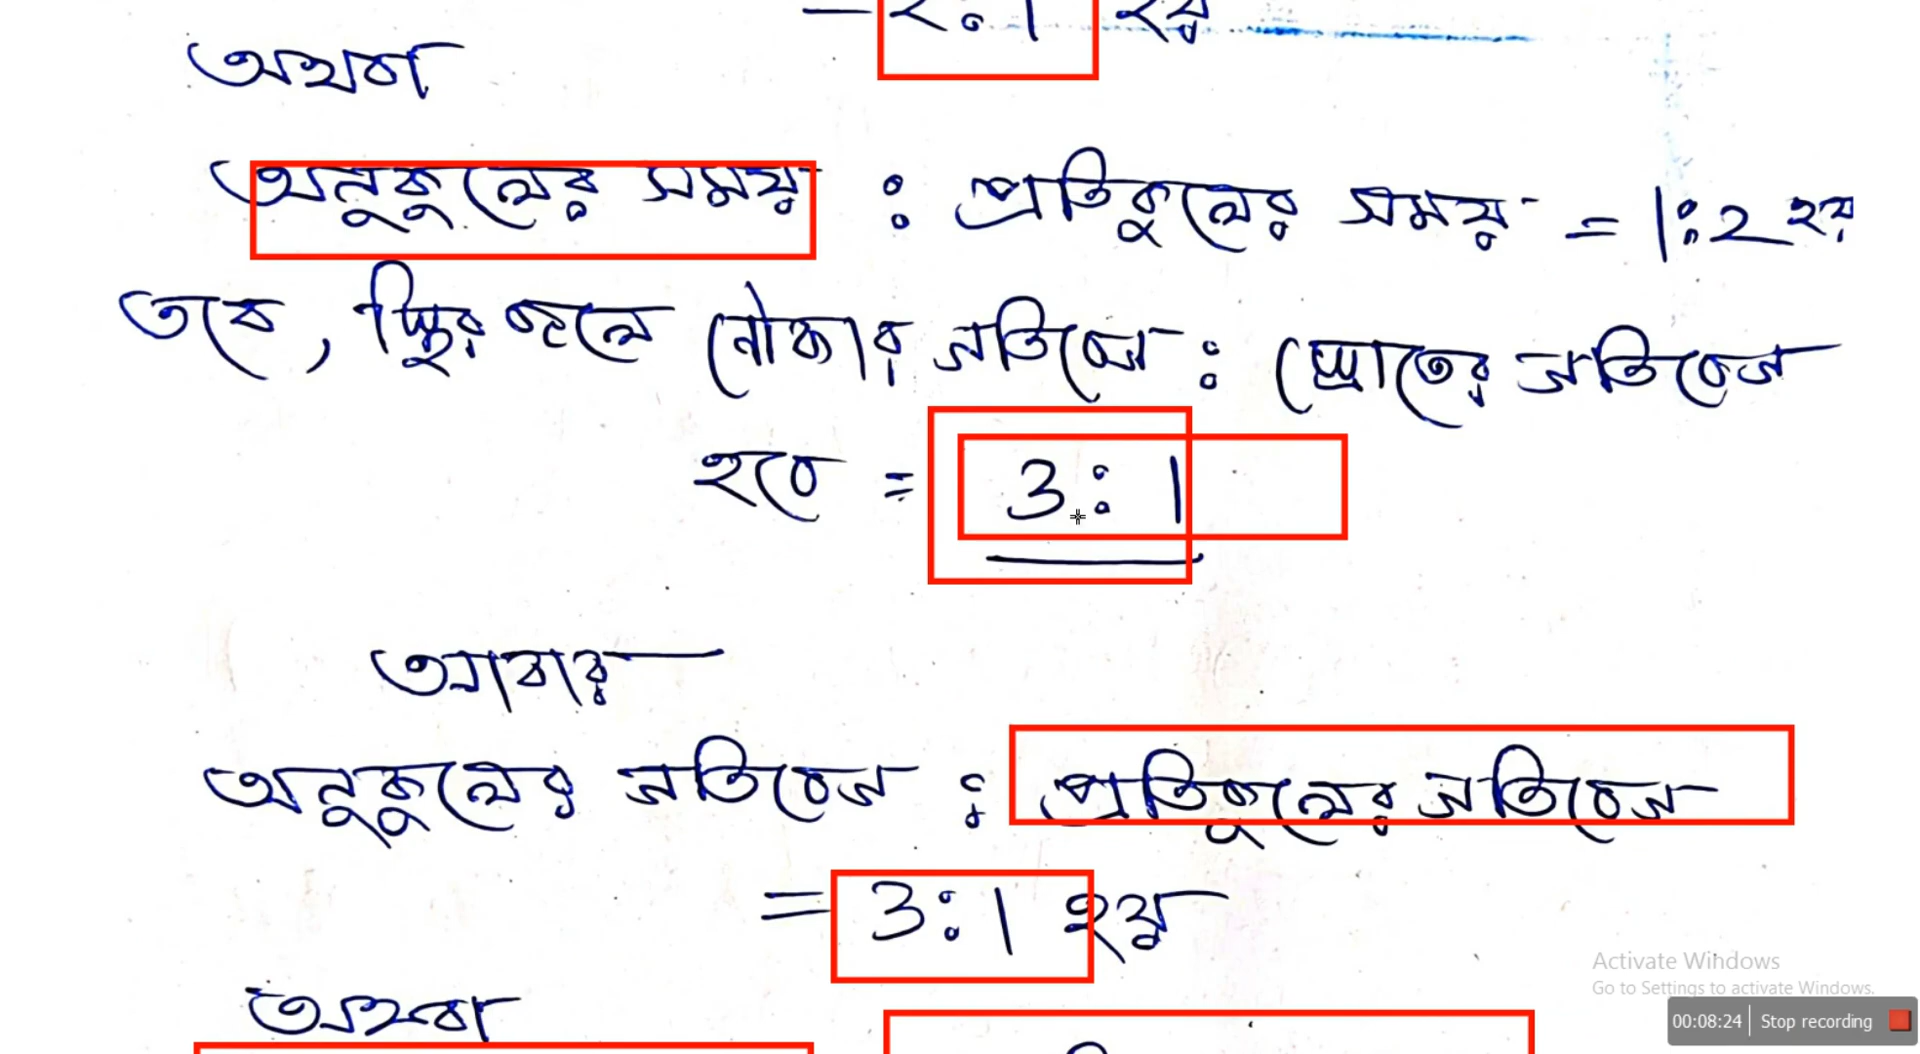 = 2:1 হয়
অথবা
অনুকুলের সময় : প্রতিকুলের সময় = 1:2 হয়
তবে, স্থির জলে নৌকার গতিবেগ : স্রোতের গতিবেগ
হবে = 3:1
আবার
অনুকুলের গতিবেগ : প্রতিকুলের গতিবেগ
= 3:1 হয়
অথবা
Activate Windows
Go to Settings to activate Windows.
00:08:24 Stop recording